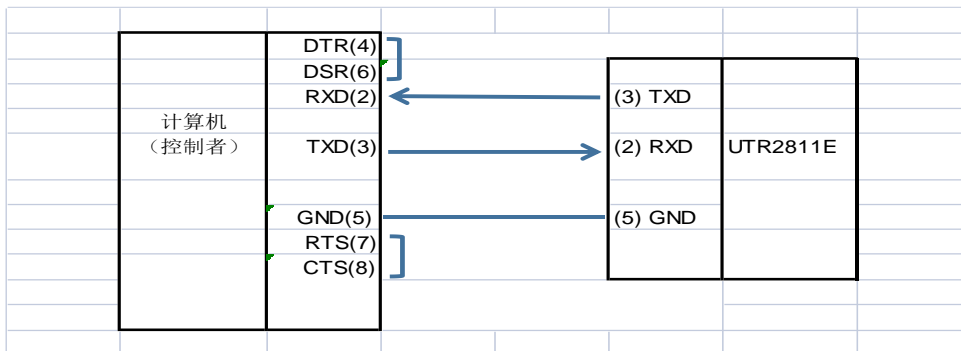 DTR(4)
DSR(6)
RXD(2)
(3) TXD
计算机
（控制者）
TXD(3)
(2) RXD
UTR2811E
GND(5)
(5) GND
RTS(7)
CTS(8)